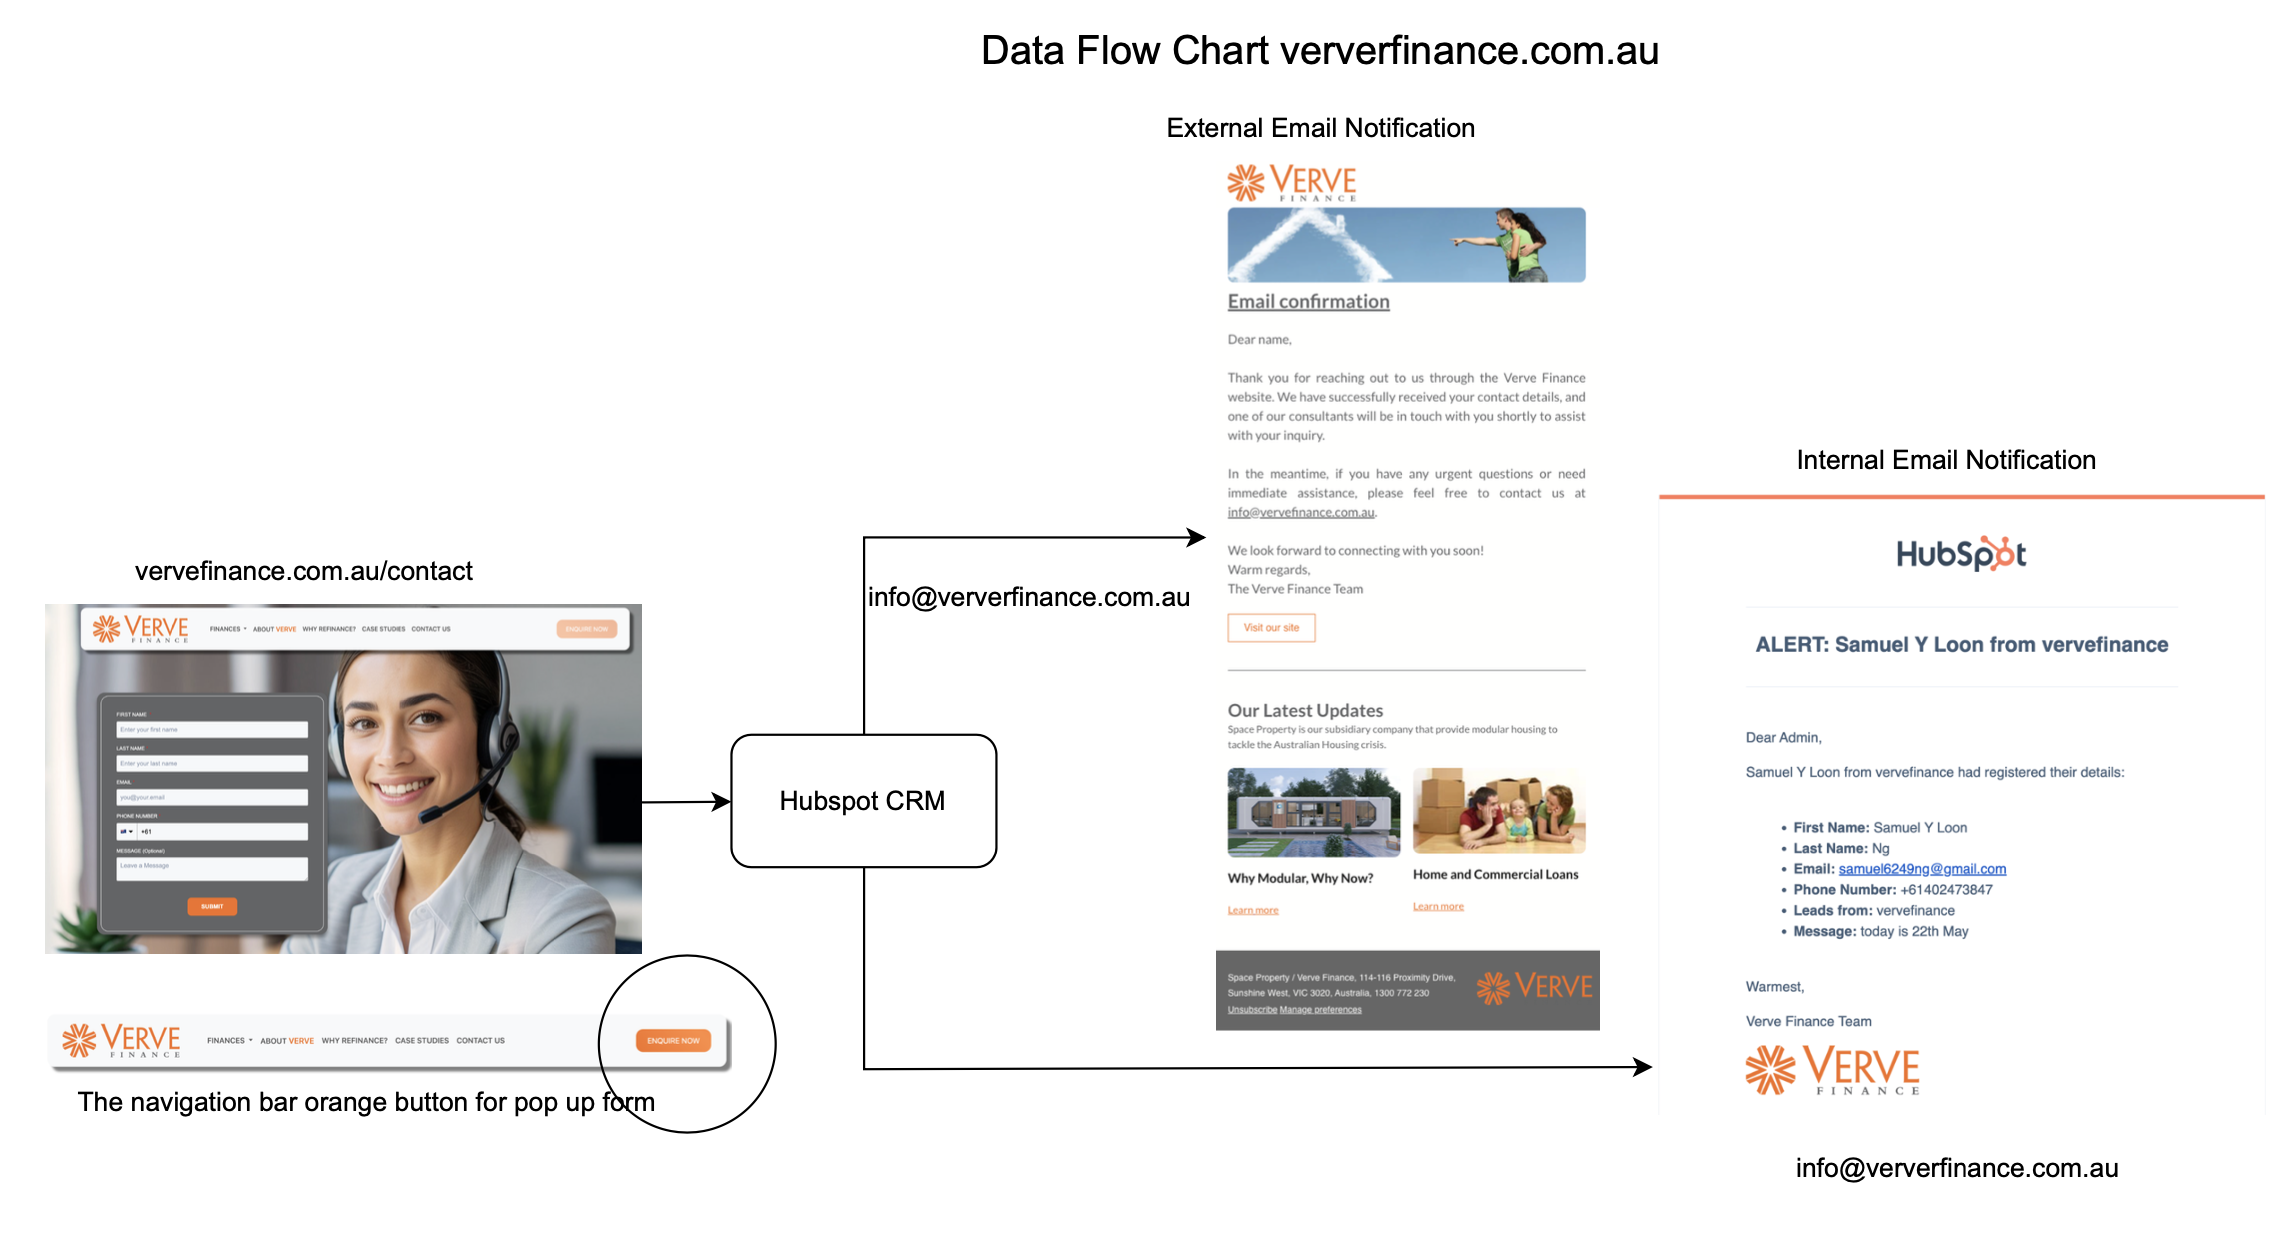 Data Flow Chart ververfinance.com.au
External Email Notification
VERVE
FINANCE
Email confirmation
Dear name,
Thank you for reaching out to us through the Verve Finance
website. We have successfully received your contact details, and
one of our consultants will be in touch with you shortly to assist
with your inquiry.
In the meantime, if you have any urgent questions or need
immediate assistance, please feel free to contact us at
info@vervefinance.com.au.
We look forward to connecting with you soon!
Warm regards,
The Verve Finance Team
Visit our site
Our Latest Updates
Space Property is our subsidiary company that provide modular housing to
tackle the Australian Housing crisis.
Why Modular, Why Now?
Learn more
Home and Commercial Loans
Learn more
Space Property / Verve Finance, 114-116 Proximity Drive,
Sunshine West, VIC 3020, Australia, 1300 772 230
Unsubscribe Manage preferences
VERVE
Internal Email Notification
HubSpot
ALERT: Samuel Y Loon from vervefinance
Dear Admin,
Samuel Y Loon from vervefinance had registered their details:
• First Name: Samuel Y Loon
• Last Name: Ng
• Email: samuel6249ng@gmail.com
• Phone Number: +61402473847
• Leads from: vervefinance
• Message: today is 22th May
Warmest,
Verve Finance Team
VERVE
FINANCE
info@ververfinance.com.au
info@ververfinance.com.au
Hubspot CRM
vervefinance.com.au/contact
VERVE
FINANCE
FINANCES ABOUT VERVE WHY REFINANCE? CASE STUDIES CONTACT US ENQUIRE NOW
FIRST NAME
Enter your first name
LAST NAME
Enter your last name
EMAIL
you@your.email
PHONE NUMBER
+61
MESSAGE (Optional)
Leave a Message
SUBMIT
VERVE
FINANCE
FINANCES ABOUT VERVE WHY REFINANCE? CASE STUDIES CONTACT US ENQUIRE NOW
The navigation bar orange button for pop up form